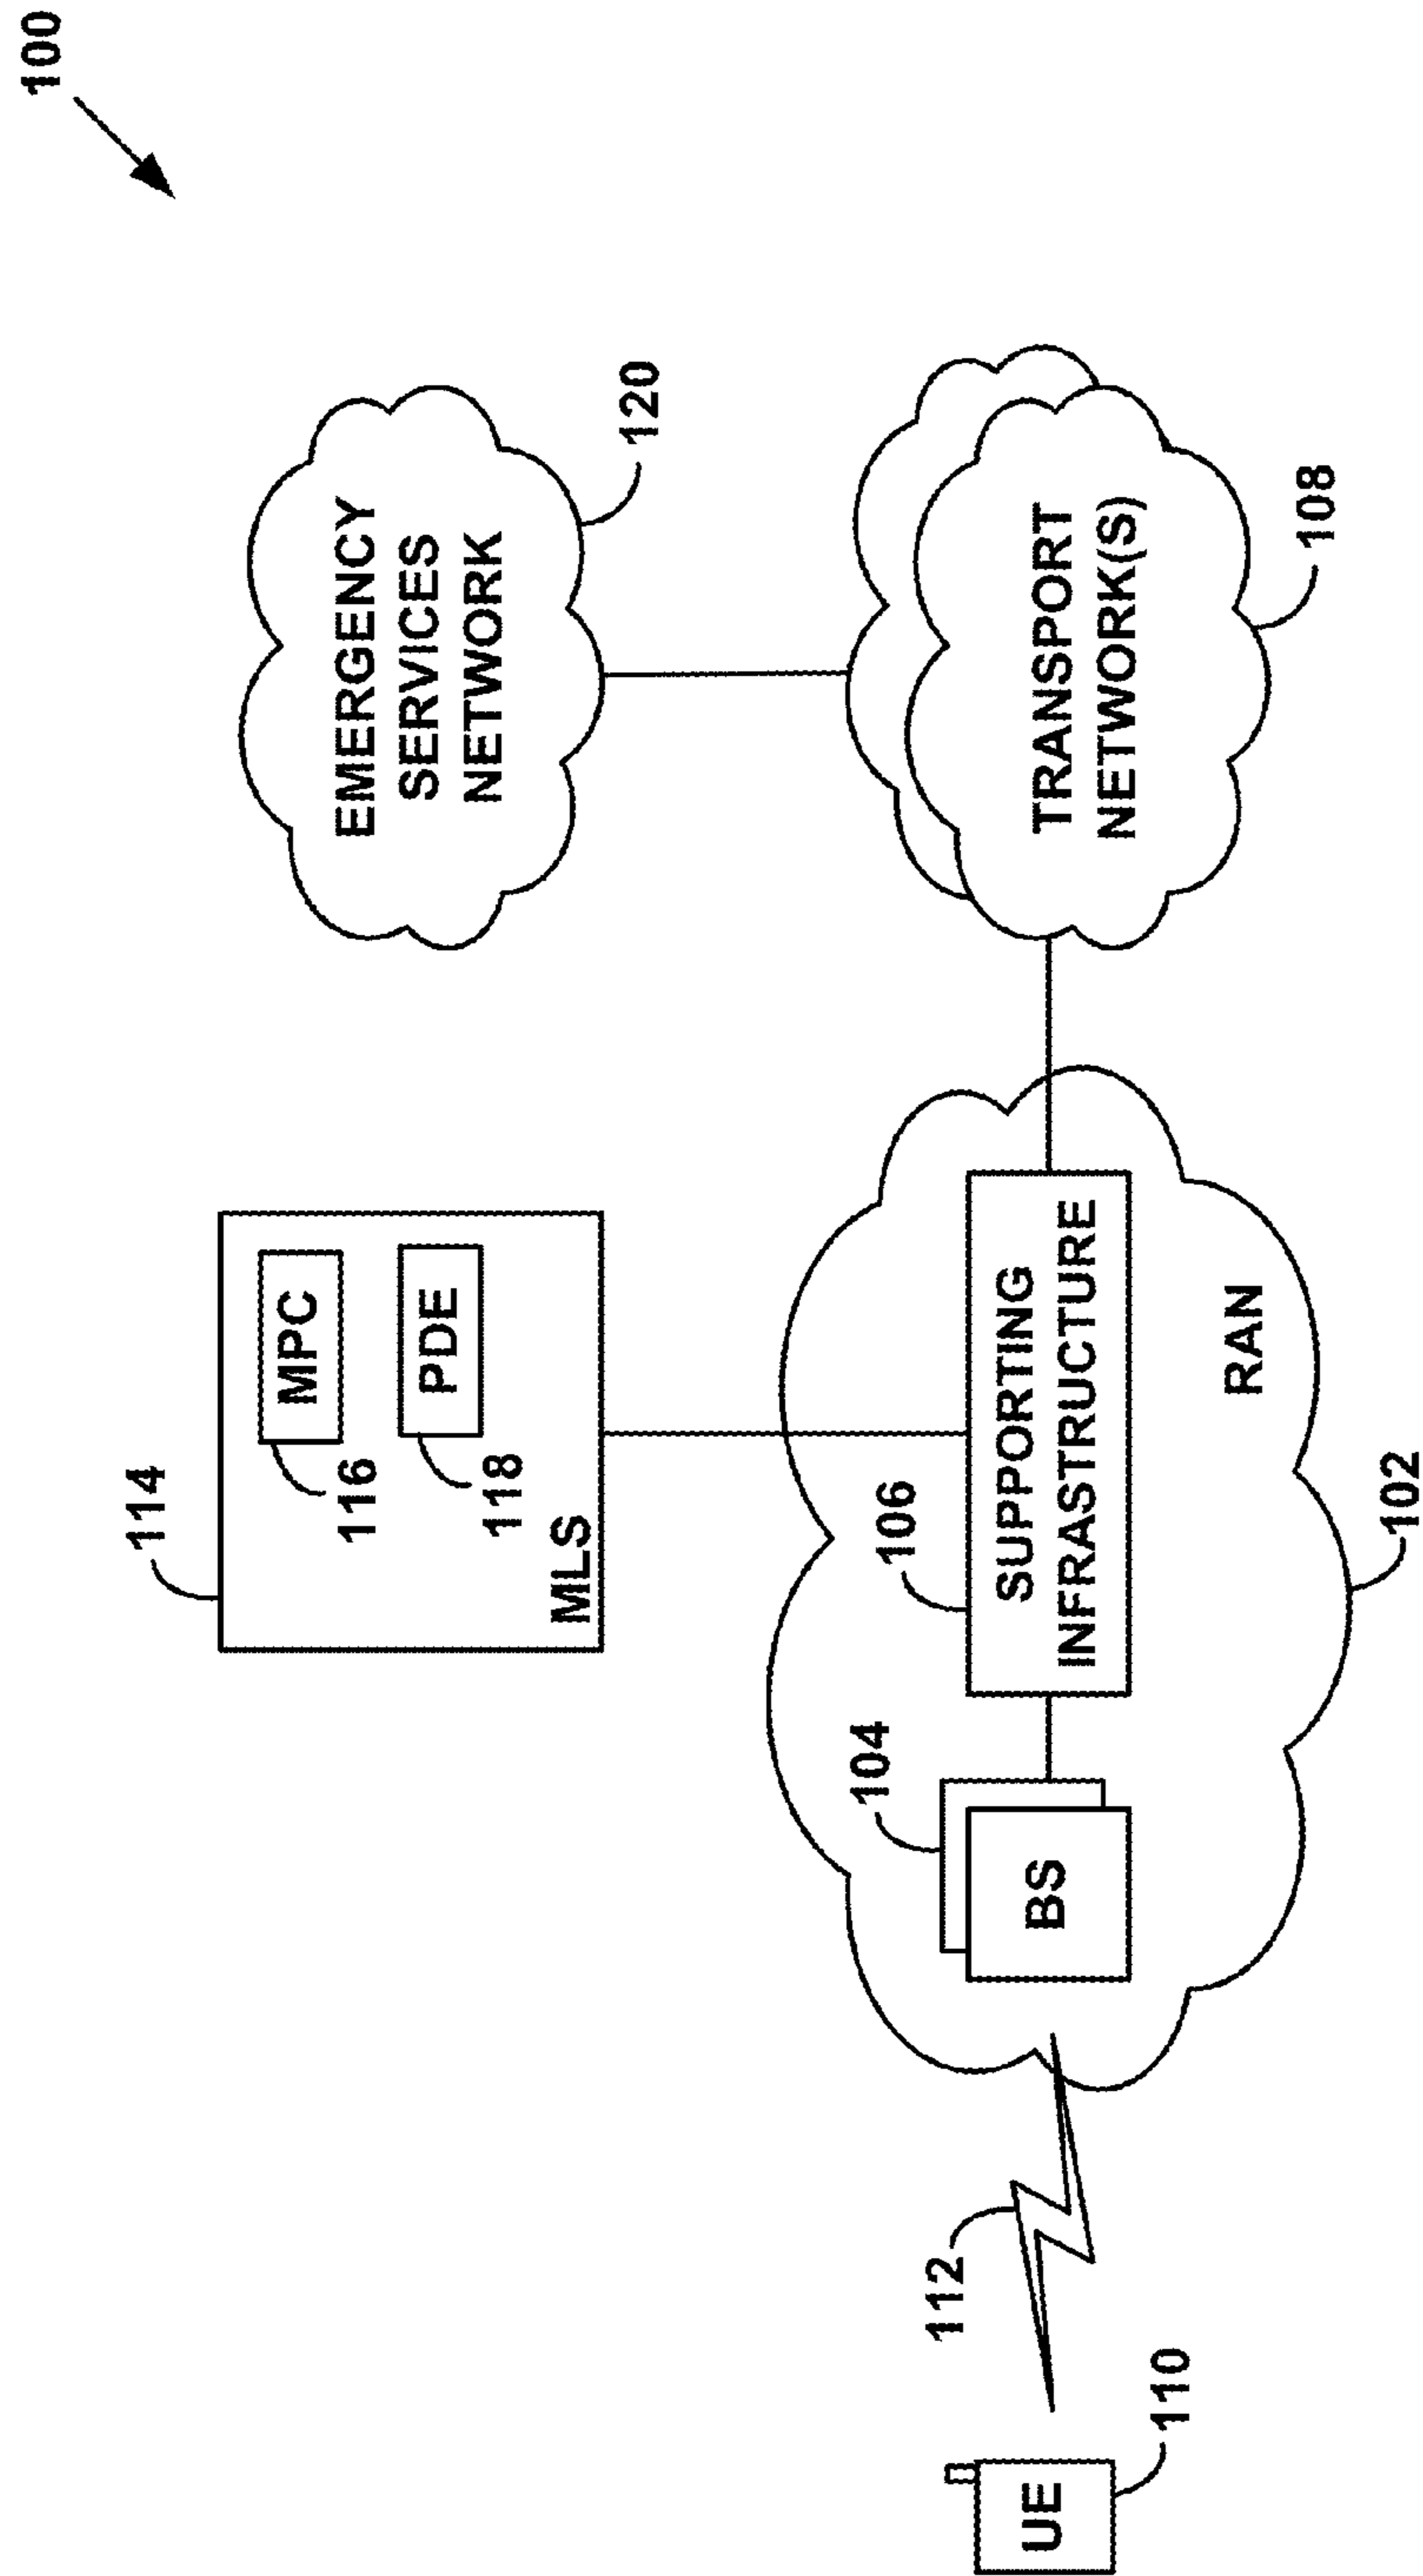 100
114
MPC
116
PDE
118
MLS
EMERGENCY
SERVICES
NETWORK
120
112
UE
110
104
BS
106
SUPPORTING
INFRASTRUCTURE
RAN
102
TRANSPORT
NETWORK(S)
108